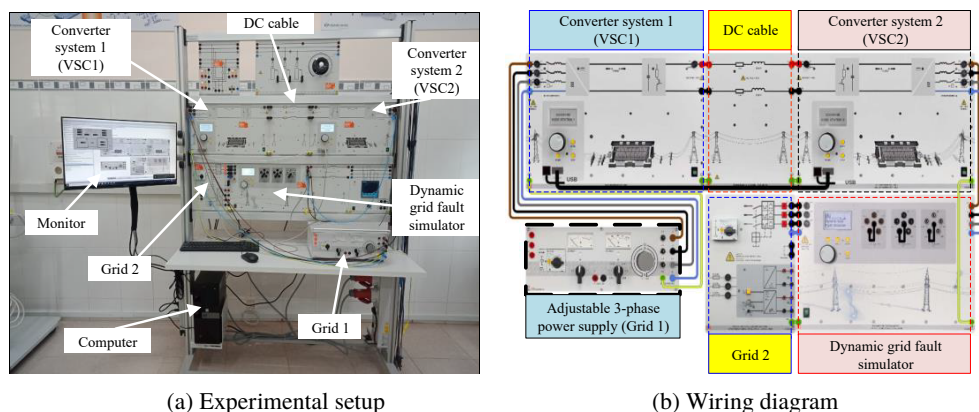 Converter
system 1
(VSC1)
DC cable
Converter
system 2
(VSC2)
Monitor
Grid 2
Dynamic
grid fault
simulator
Computer
Grid 1
(a) Experimental setup
Converter system 1
(VSC1)
DC cable
Converter system 2
(VSC2)
USB
USB
Adjustable 3-phase
power supply (Grid 1)
Grid 2
Dynamic grid fault
simulator
(b) Wiring diagram